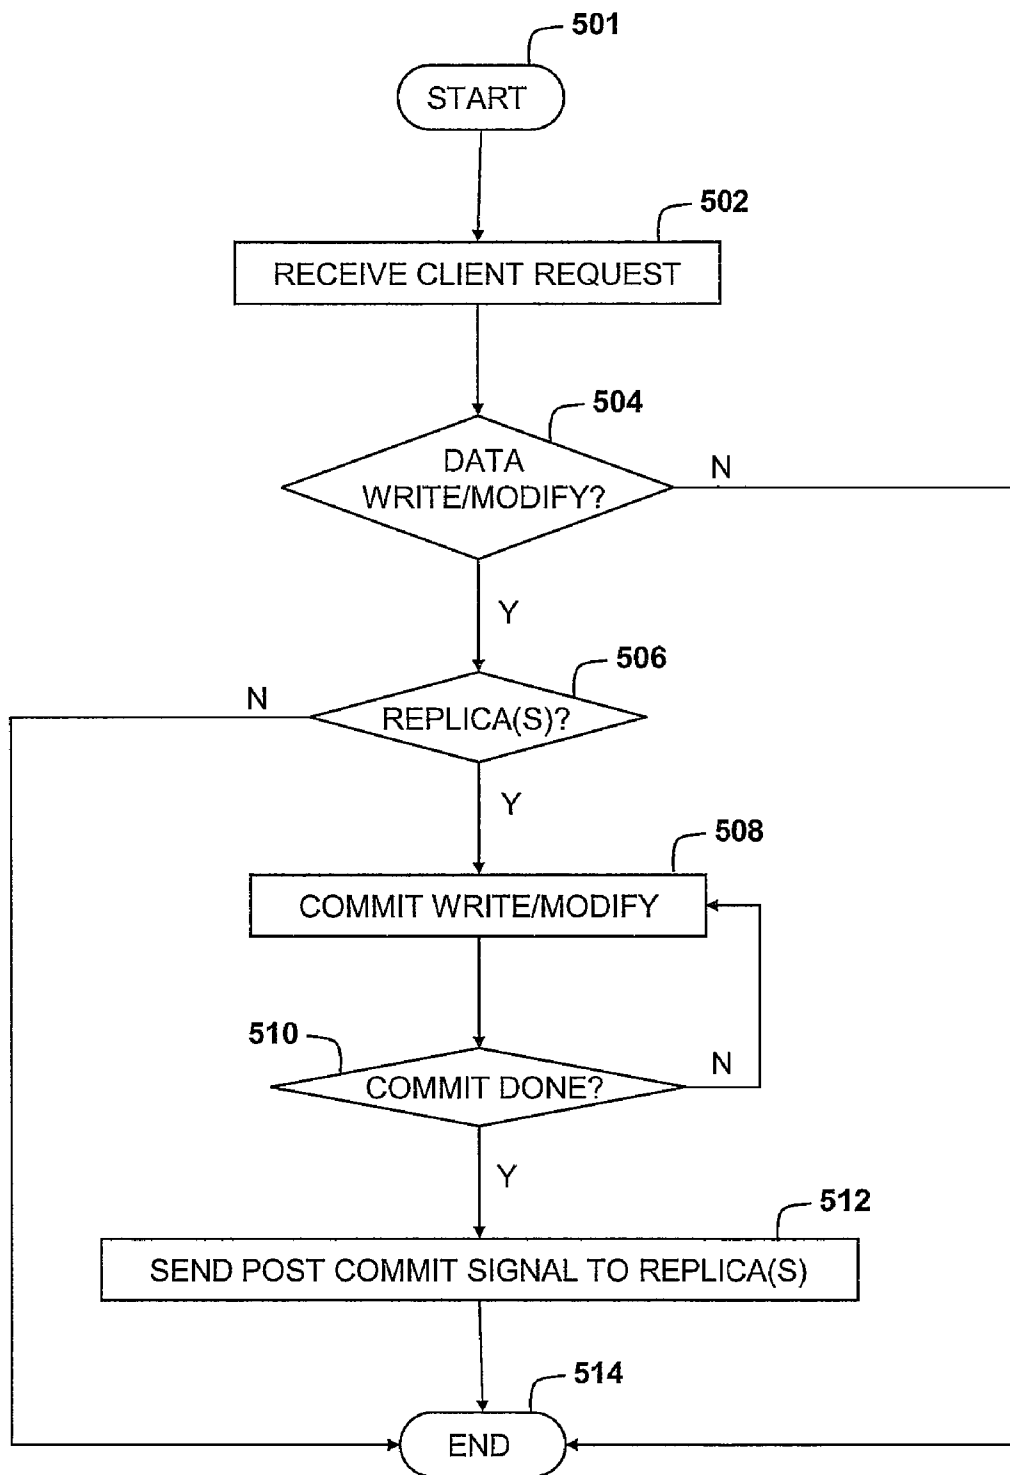 501
START
502
RECEIVE CLIENT REQUEST
504
DATA
WRITE/MODIFY?
N
Y
506
N
REPLICA(S)?
Y
508
COMMIT WRITE/MODIFY
510
COMMIT DONE?
N
Y
512
SEND POST COMMIT SIGNAL TO REPLICA(S)
514
END